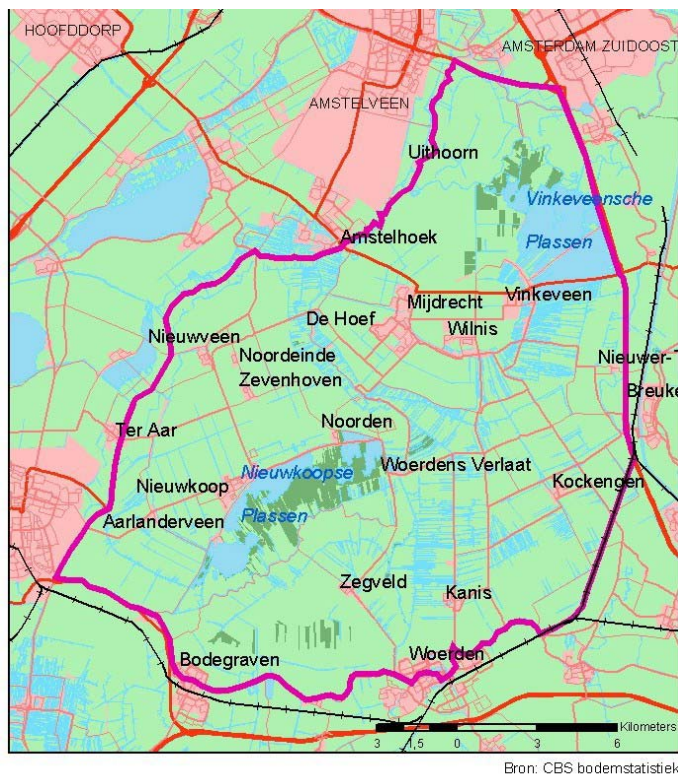 HOOFDDORP
AMSTERDAM ZUIDOOST
AMSTELVEEN
Uithoorn
Vinkeveensche
Plassen
Amstelhoek
Vinkeveen
Mijdrecht
De Hoef
Wilnis
Nieuwveen
Noordeinde
Zevenhoven
Nieuwer-T
Breuke
Noorden
Ter Aar
Woerdens Verlaat
Nieuwkoopse
Plassen
Nieuwkoop
Kockengen
Aarlanderveen
Zegveld
Kanis
Woerden
Bodegraven
Kilometers
3 1,5 0 3 6
Bron: CBS bodemstatistiek